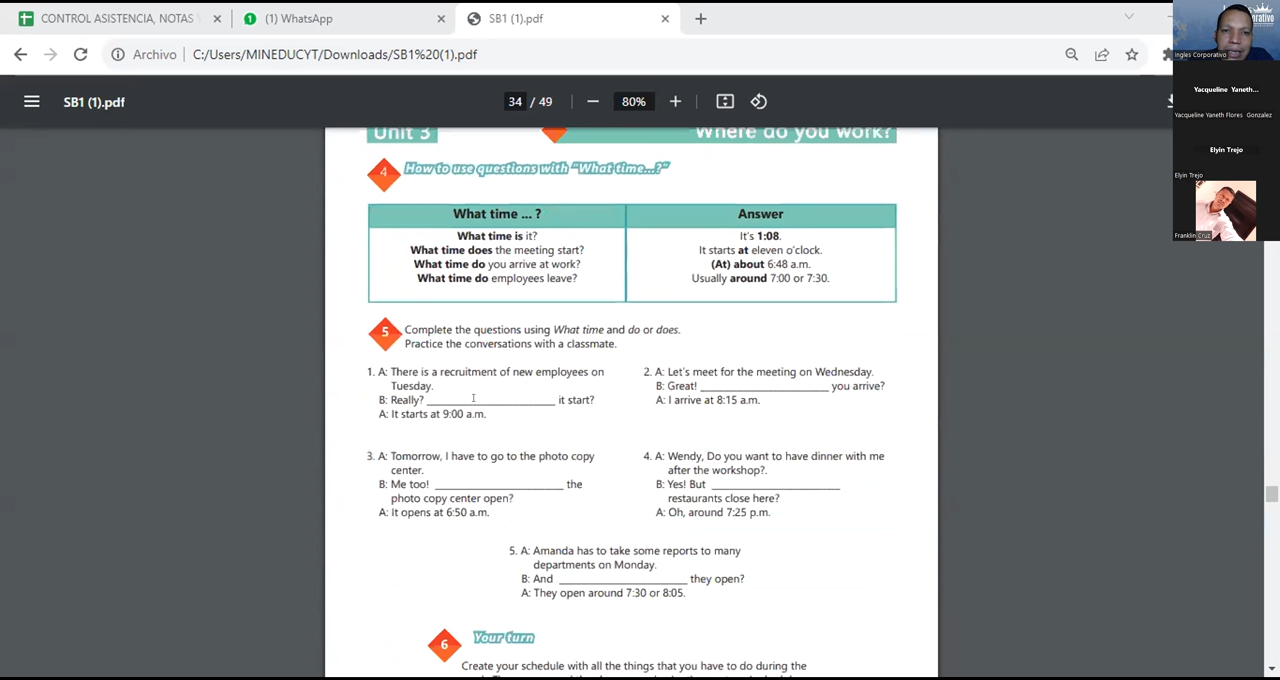 CONTROL ASISTENCIA, NOTAS
(1) WhatsApp
SB1 (1).pdf
Archivo
C:/Users/MINEDUCYT/Downloads/SB1%20(1).pdf
SB1 (1).pdf
34 / 49
80%
Ingles Corporativo
Yacqueline Yaneth...
Yacqueline Yaneth Flores Gonzalez
Elyin Trejo
Elyin Trejo
Franklin Cruz
Unit 3
Where do you work?
4
How to use questions with "What time...?"
What time ... ?
Answer
What time is it?
It's 1:08.
What time does the meeting start?
It starts at eleven o'clock.
What time do you arrive at work?
(At) about 6:48 a.m.
What time do employees leave?
Usually around 7:00 or 7:30.
5
Complete the questions using What time and do or does.
Practice the conversations with a classmate.
1. A: There is a recruitment of new employees on
Tuesday.
B: Really? ____________________ it start?
A: It starts at 9:00 a.m.
2. A: Let's meet for the meeting on Wednesday.
B: Great! ____________________ you arrive?
A: I arrive at 8:15 a.m.
3. A: Tomorrow, I have to go to the photo copy
center.
B: Me too! ____________________ the
photo copy center open?
A: It opens at 6:50 a.m.
4. A: Wendy, Do you want to have dinner with me
after the workshop?.
B: Yes! But ____________________
restaurants close here?
A: Oh, around 7:25 p.m.
5. A: Amanda has to take some reports to many
departments on Monday.
B: And ____________________ they open?
A: They open around 7:30 or 8:05.
6
Your turn
Create your schedule with all the things that you have to do during the